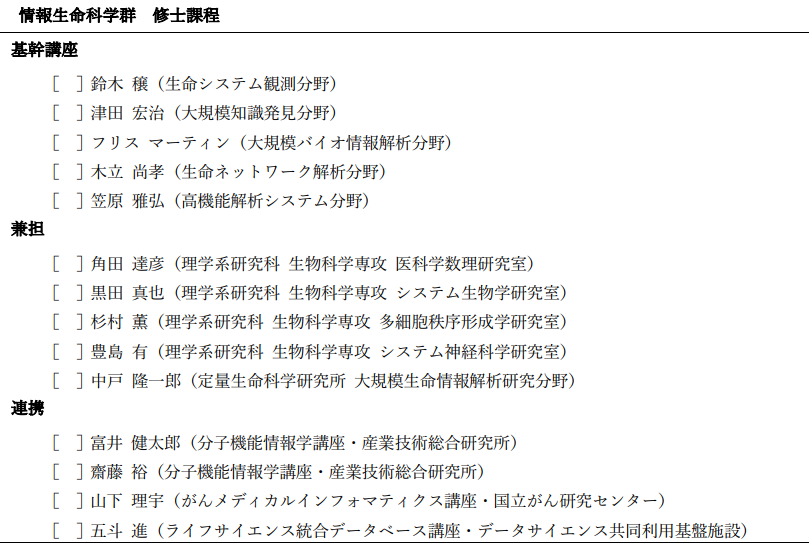 情報生命科学群　修士課程
基幹講座
[　] 鈴木 穣（生命システム観測分野）
[　] 津田 宏治（大規模知識発見分野）
[　] フリス マーティン（大規模バイオ情報解析分野）
[　] 木立 尚孝（生命ネットワーク解析分野）
[　] 笠原 雅弘（高機能解析システム分野）
兼担
[　] 角田 達彦（理学系研究科 生物科学専攻 医科学数理研究室）
[　] 黒田 真也（理学系研究科 生物科学専攻 システム生物学研究室）
[　] 杉村 薫（理学系研究科 生物科学専攻 多細胞秩序形成学研究室）
[　] 豊島 有（理学系研究科 生物科学専攻 システム神経科学研究室）
[　] 中戸 隆一郎（定量生命科学研究所 大規模生命情報解析研究分野）
連携
[　] 富井 健太郎（分子機能情報学講座・産業技術総合研究所）
[　] 齋藤 裕（分子機能情報学講座・産業技術総合研究所）
[　] 山下 理宇（がんメディカルインフォマティクス講座・国立がん研究センター）
[　] 五斗 進（ライフサイエンス統合データベース講座・データサイエンス共同利用基盤施設）